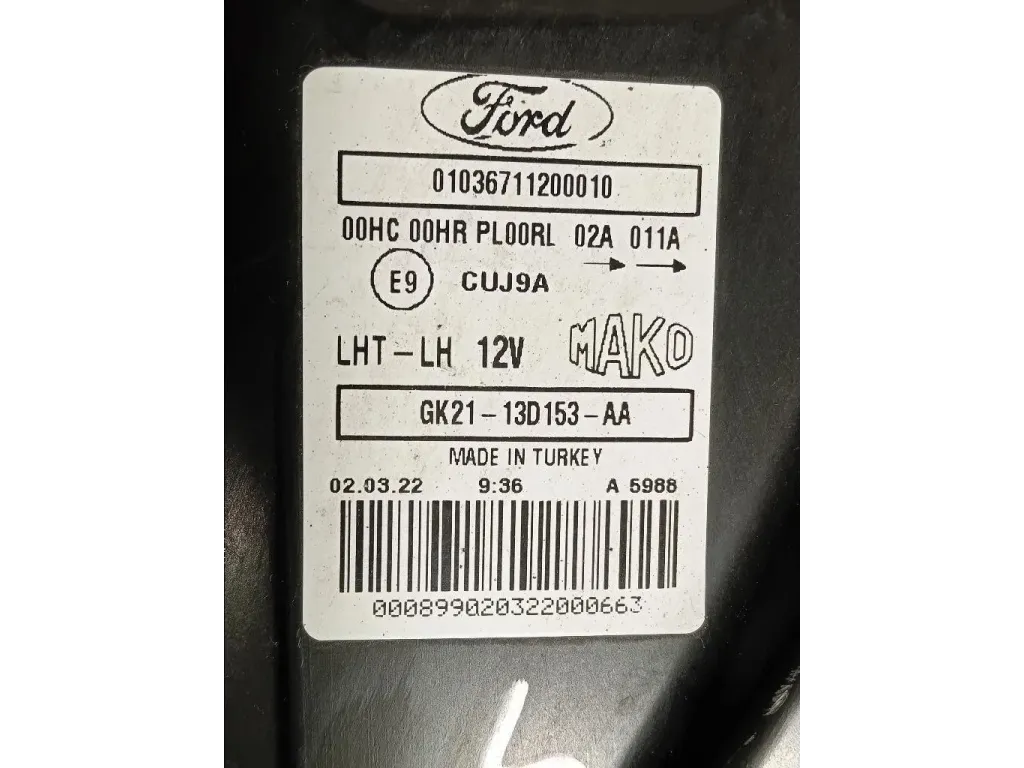 Ford
01036711200010
00HC 00HR PL00RL 02A 011A
E9 CUJ9A
LHT-LH 12V MAKO
GK21-13D153-AA
MADE IN TURKEY
02.03.22 9:36 A 5988
000899020322000663